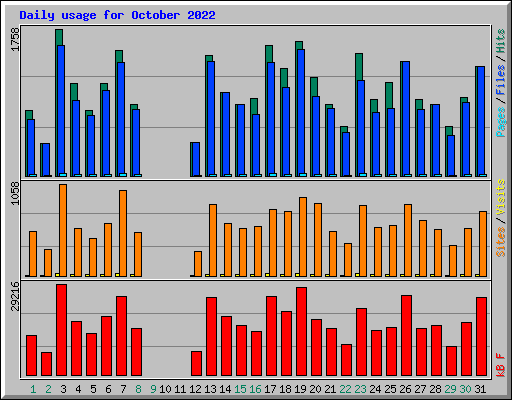 Daily usage for October 2022
1758
Pages / Files / Hits
1058
Sites / Visits
29216
kB F
1 2 3 4 5 6 7 8 9 10 11 12 13 14 15 16 17 18 19 20 21 22 23 24 25 26 27 28 29 30 31